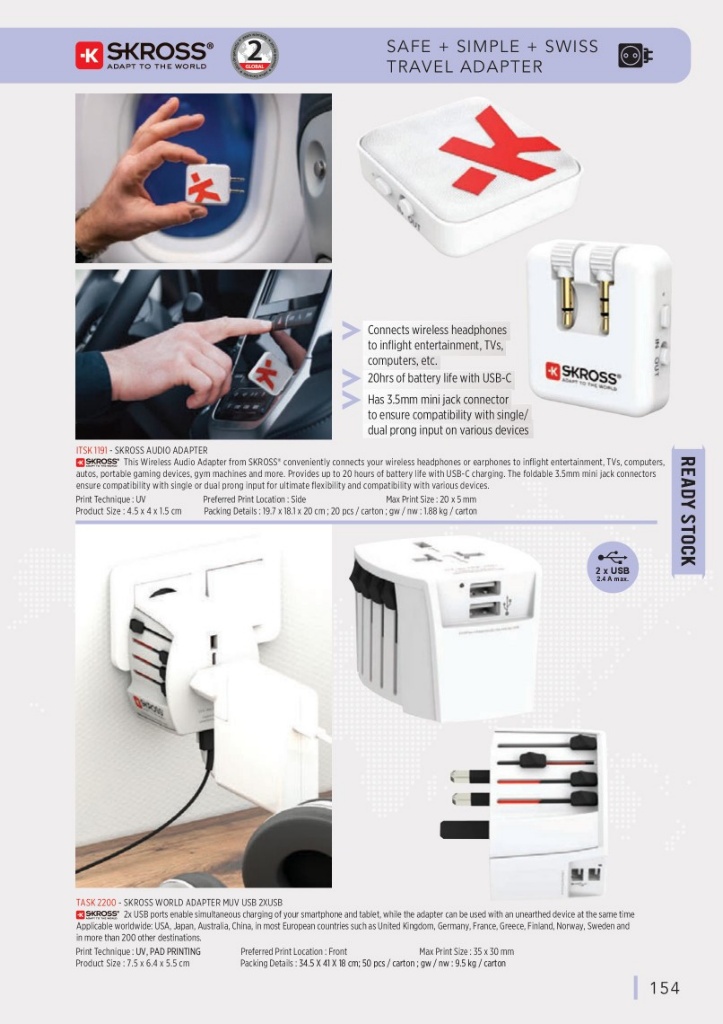 SKROSS®
ADAPT TO THE WORLD
2
GLOBAL
SAFE + SIMPLE + SWISS
TRAVEL ADAPTER
OUT
Connects wireless headphones
to inflight entertainment, TVs,
computers, etc.
20hrs of battery life with USB-C
Has 3.5mm mini jack connector
to ensure compatibility with single/
dual prong input on various devices
SKROSS
ADAPT TO THE WORLD
IN
OUT
ITSK 1191 - SKROSS AUDIO ADAPTER
SKROSS® This Wireless Audio Adapter from SKROSS® conveniently connects your wireless headphones or earphones to inflight entertainment, TVs, computers,
autos, portable gaming devices, gym machines and more. Provides up to 20 hours of battery life with USB-C charging. The foldable 3.5mm mini jack connectors
ensure compatibility with single or dual prong input for ultimate flexibility and compatibility with various devices.
Print Technique : UV Preferred Print Location : Side Max Print Size : 20 x 5 mm
Product Size : 4.5 x 4 x 1.5 cm Packing Details : 19.7 x 18.1 x 20 cm ; 20 pcs / carton ; gw / nw : 1.88 kg / carton
READY STOCK
2 x USB
2.4 A max.
SKROSS
TASK 2200 - SKROSS WORLD ADAPTER MUV USB 2XUSB
SKROSS® 2x USB ports enable simultaneous charging of your smartphone and tablet, while the adapter can be used with an unearthed device at the same time
Applicable worldwide: USA, Japan, Australia, China, in most European countries such as United Kingdom, Germany, France, Greece, Finland, Norway, Sweden and
in more than 200 other destinations.
Print Technique : UV, PAD PRINTING Preferred Print Location : Front Max Print Size : 35 x 30 mm
Product Size : 7.5 x 6.4 x 5.5 cm Packing Details : 34.5 X 41 X 18 cm; 50 pcs / carton ; gw / nw : 9.5 kg / carton
154